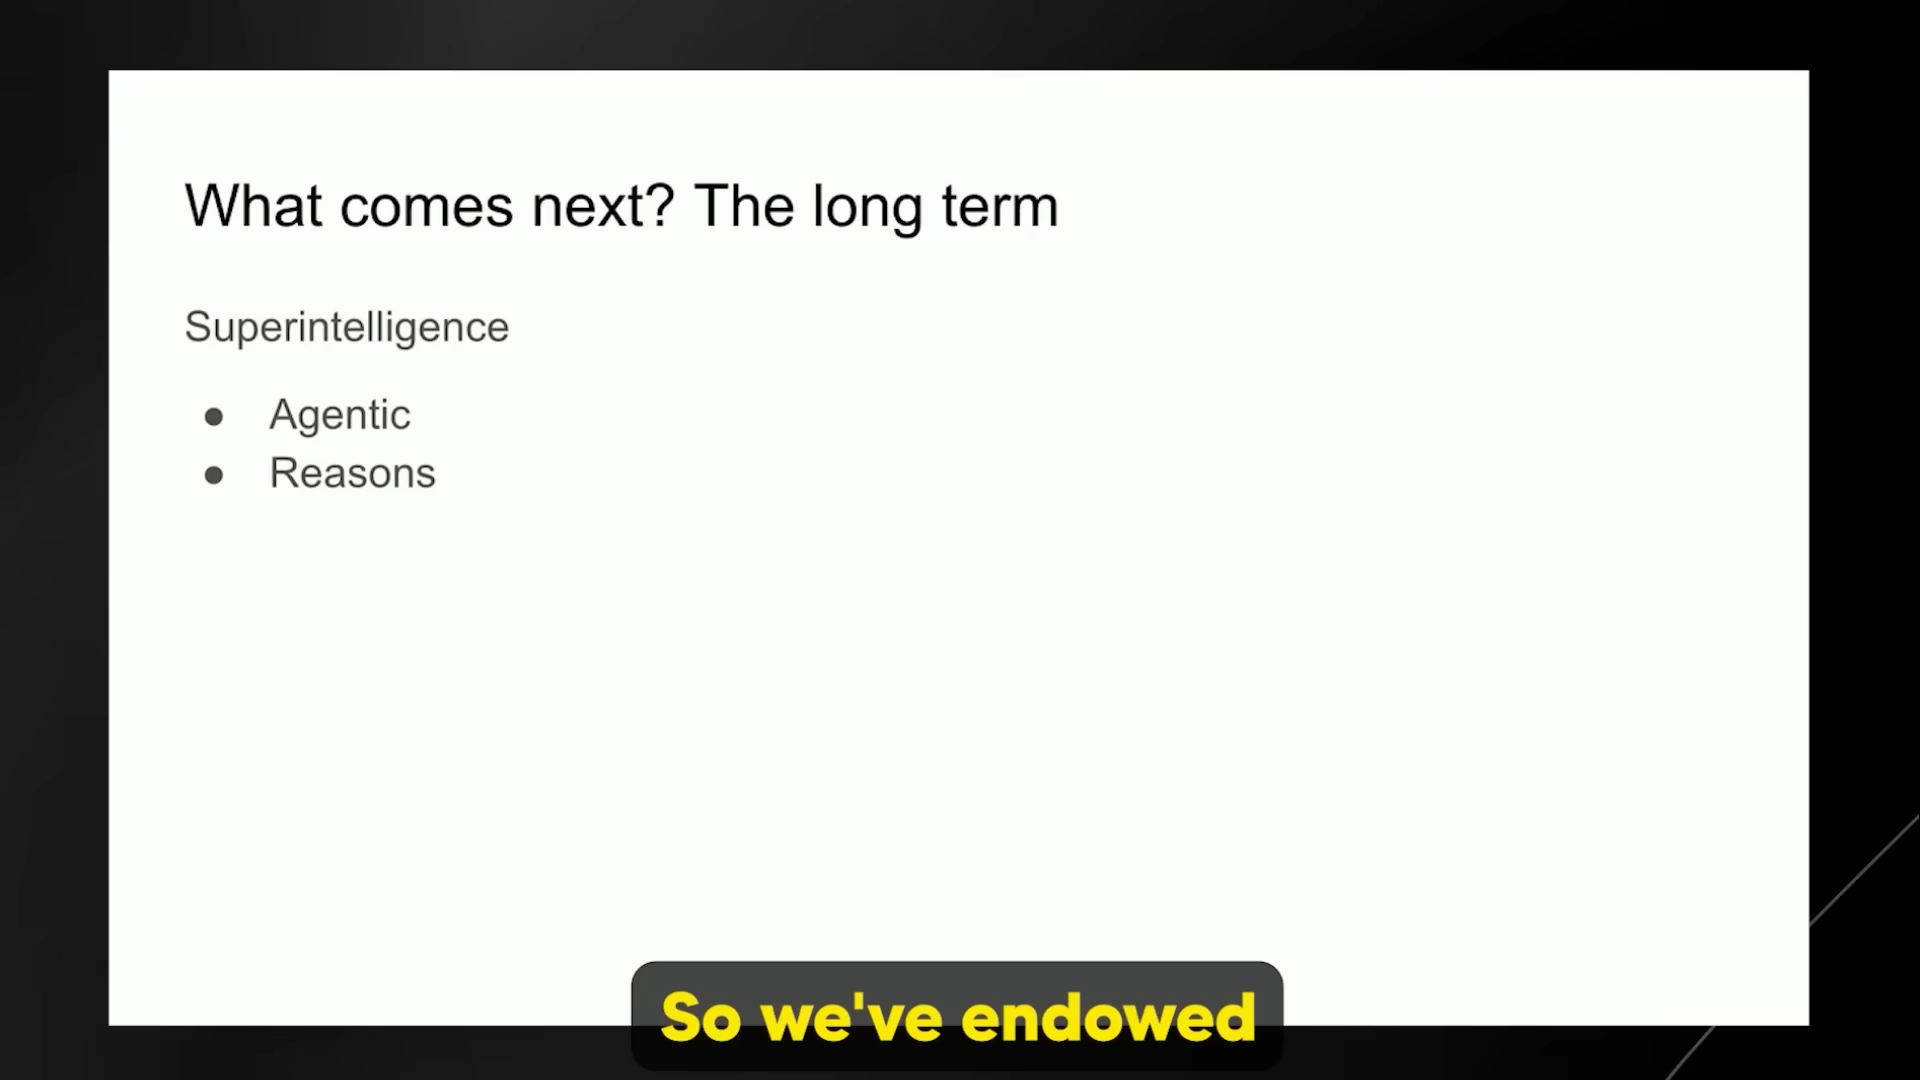 What comes next? The long term
Superintelligence
● Agentic
● Reasons
So we've endowed